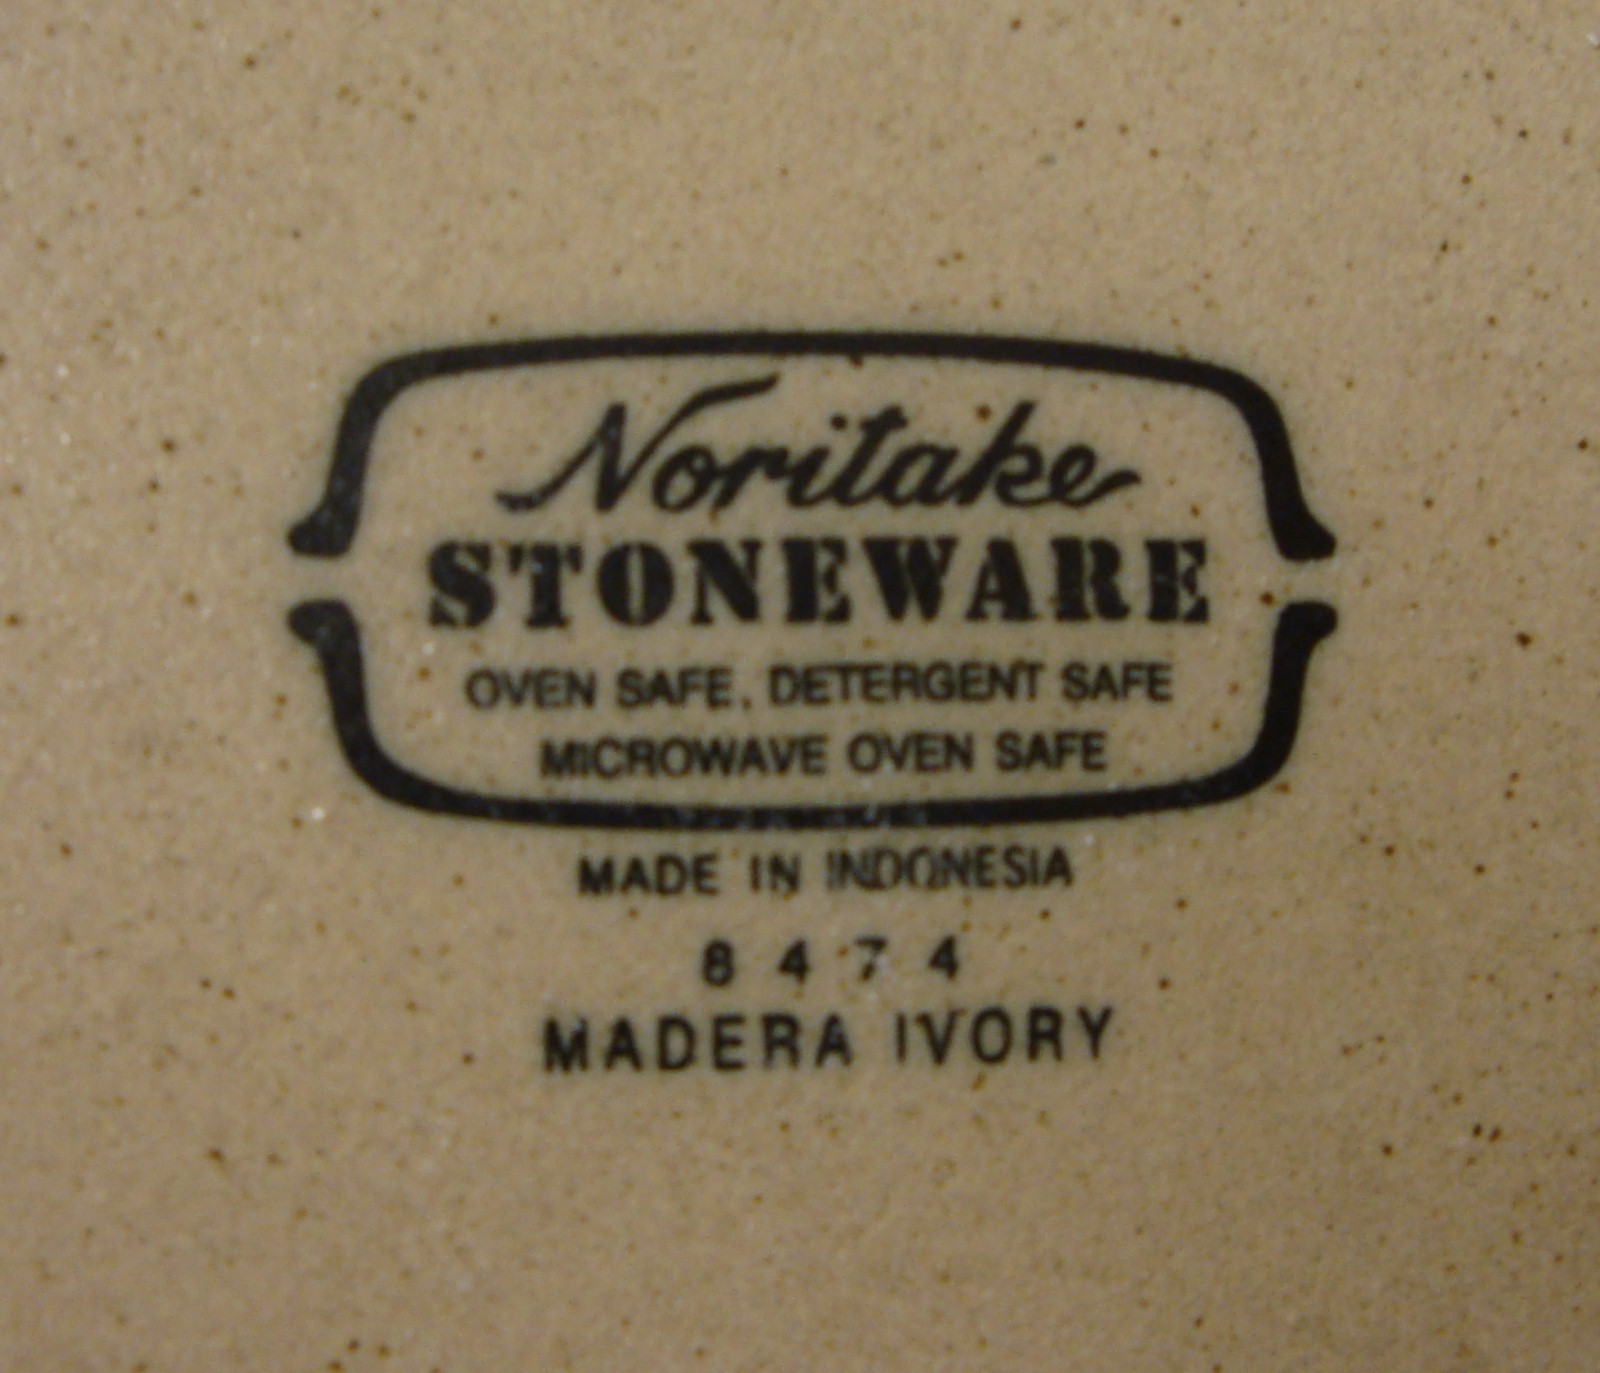 Noritake
STONEWARE
OVEN SAFE, DETERGENT SAFE
MICROWAVE OVEN SAFE
MADE IN INDONESIA
8474
MADERA IVORY